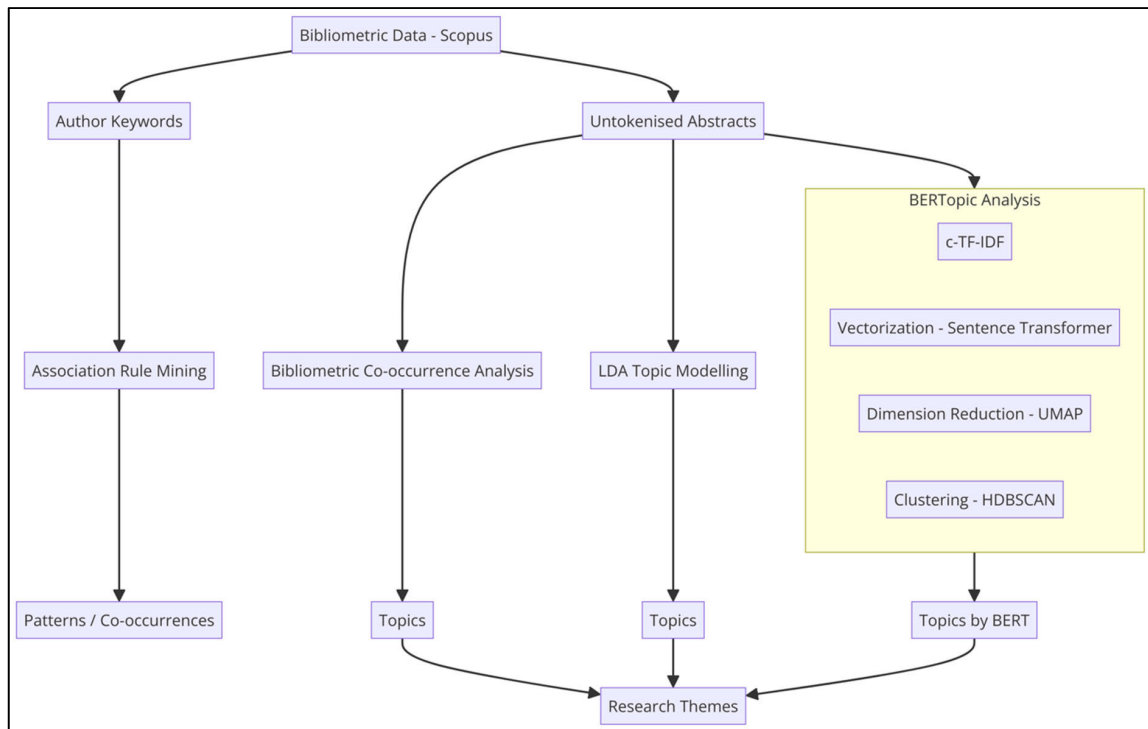 Bibliometric Data - Scopus
Author Keywords
Untokenised Abstracts
BERTopic Analysis
c-TF-IDF
Vectorization - Sentence Transformer
Association Rule Mining
Bibliometric Co-occurrence Analysis
LDA Topic Modelling
Dimension Reduction - UMAP
Clustering - HDBSCAN
Patterns / Co-occurrences
Topics
Topics
Topics by BERT
Research Themes